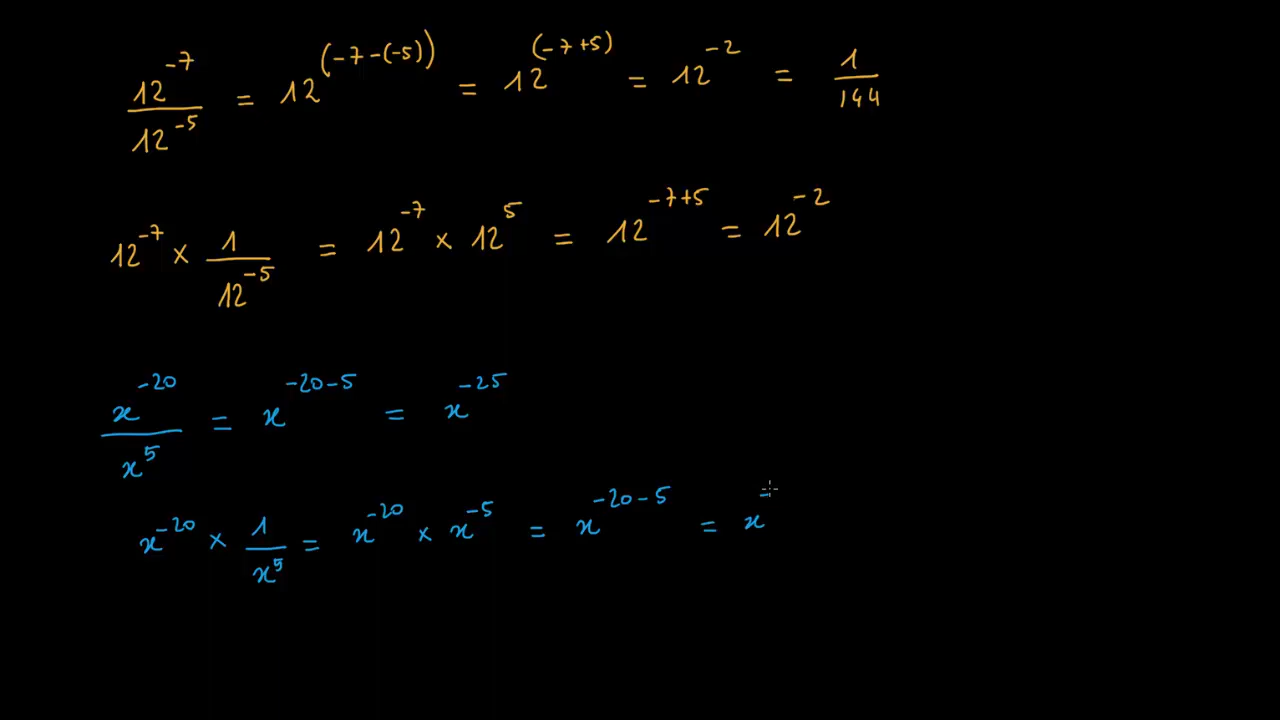 12^-7 / 12^-5 = 12^(-7-(-5)) = 12^(-7+5) = 12^-2 = 1/144
12^-7 × 1/12^-5 = 12^-7 × 12^5 = 12^-7+5 = 12^-2
x^-20 / x^5 = x^-20-5 = x^-25
x^-20 × 1/x^5 = x^-20 × x^-5 = x^-20-5 = x^-